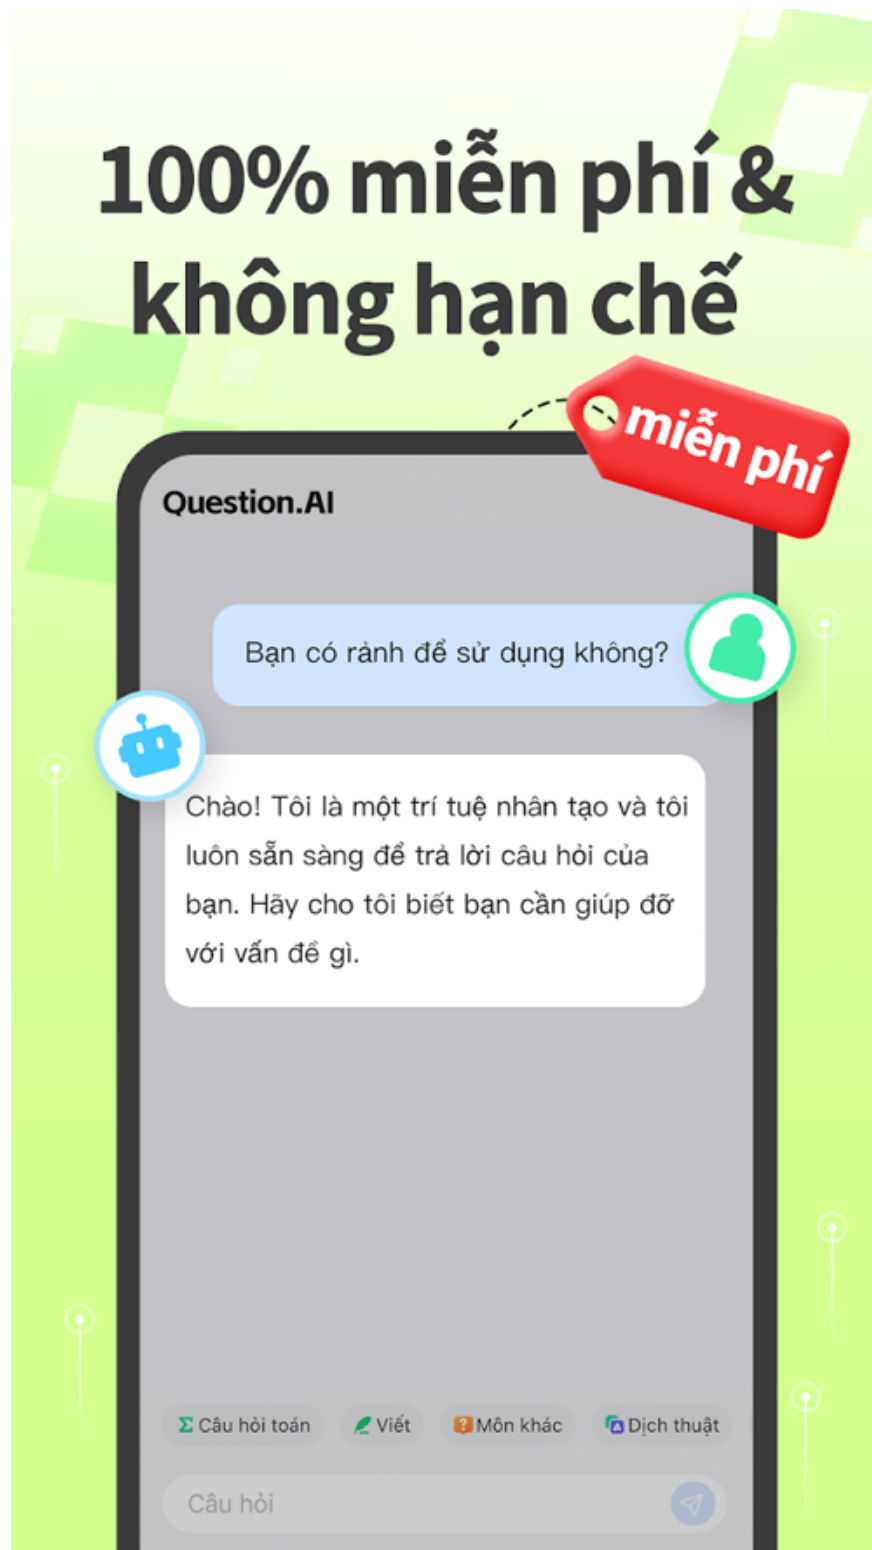 100% miễn phí &
không hạn chế
miễn phí
Question.AI
Bạn có rảnh để sử dụng không?
Chào! Tôi là một trí tuệ nhân tạo và tôi
luôn sẵn sàng để trả lời câu hỏi của
bạn. Hãy cho tôi biết bạn cần giúp đỡ
với vấn đề gì.
Câu hỏi toán Viết Môn khác Dịch thuật
Câu hỏi